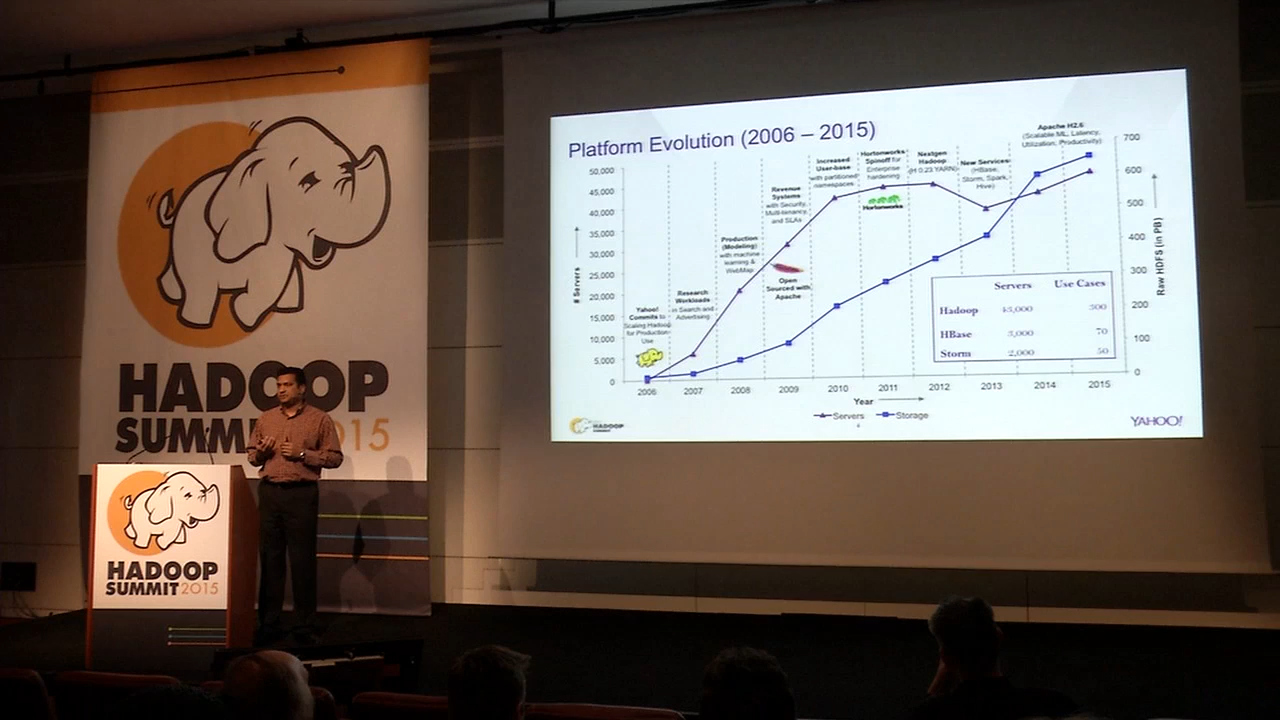 HADOOP
SUMMIT 2015
HADOOP
SUMMIT 2015
Platform Evolution (2006 – 2015)
50,000
45,000
40,000
35,000
30,000
25,000
20,000
15,000
10,000
5,000
0
# Servers
Yahoo!
Commits to
Scaling Hadoop
for Production
Use
Research
Workloads
in Search and
Advertising
Production
(Modeling)
with machine
learning &
WebMap
Revenue
Systems
with Security,
Multi-tenancy,
and SLAs
Open
Sourced with
Apache
Increased
User-base
with partitioned
namespaces
Hortonworks
Spinoff for
Enterprise
hardening
Hortonworks
Nextgen
Hadoop
(H 0.23 YARN)
New Services
(HBase,
Storm, Spark,
Hive)
Apache H2.6
(Scalable ML, Latency,
Utilization, Productivity)
700
600
500
400
300
200
100
0
Raw HDFS (in PB)
Servers Use Cases
Hadoop 43,000 300
HBase 3,000 70
Storm 2,000 50
2006 2007 2008 2009 2010 2011 2012 2013 2014 2015
Year
Servers Storage
HADOOP
SUMMIT
YAHOO!